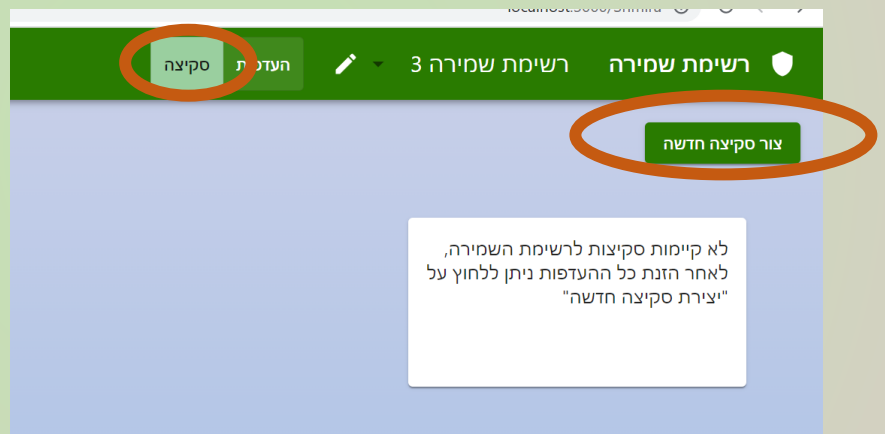 רשימת שמירה
רשימת שמירה 3
העדפות
סקיצה
צור סקיצה חדשה
לא קיימות סקיצות לרשימת השמירה,
לאחר הזנת כל ההעדפות ניתן ללחוץ על
"יצירת סקיצה חדשה"